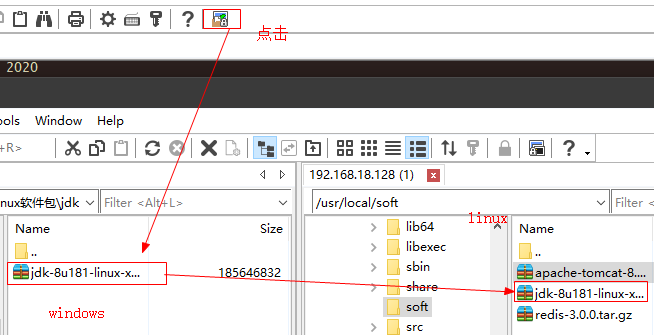 点击
2020
ools Window Help
+R>
192.168.18.128 (1)
nux软件包\jdk
Filter <Alt+L>
/usr/local/soft
Filter <Al
linux
Name Size
..
jdk-8u181-linux-x... 185646832
windows
lib64
libexec
sbin
share
soft
src
Name
..
apache-tomcat-8....
jdk-8u181-linux-x...
redis-3.0.0.tar.gz